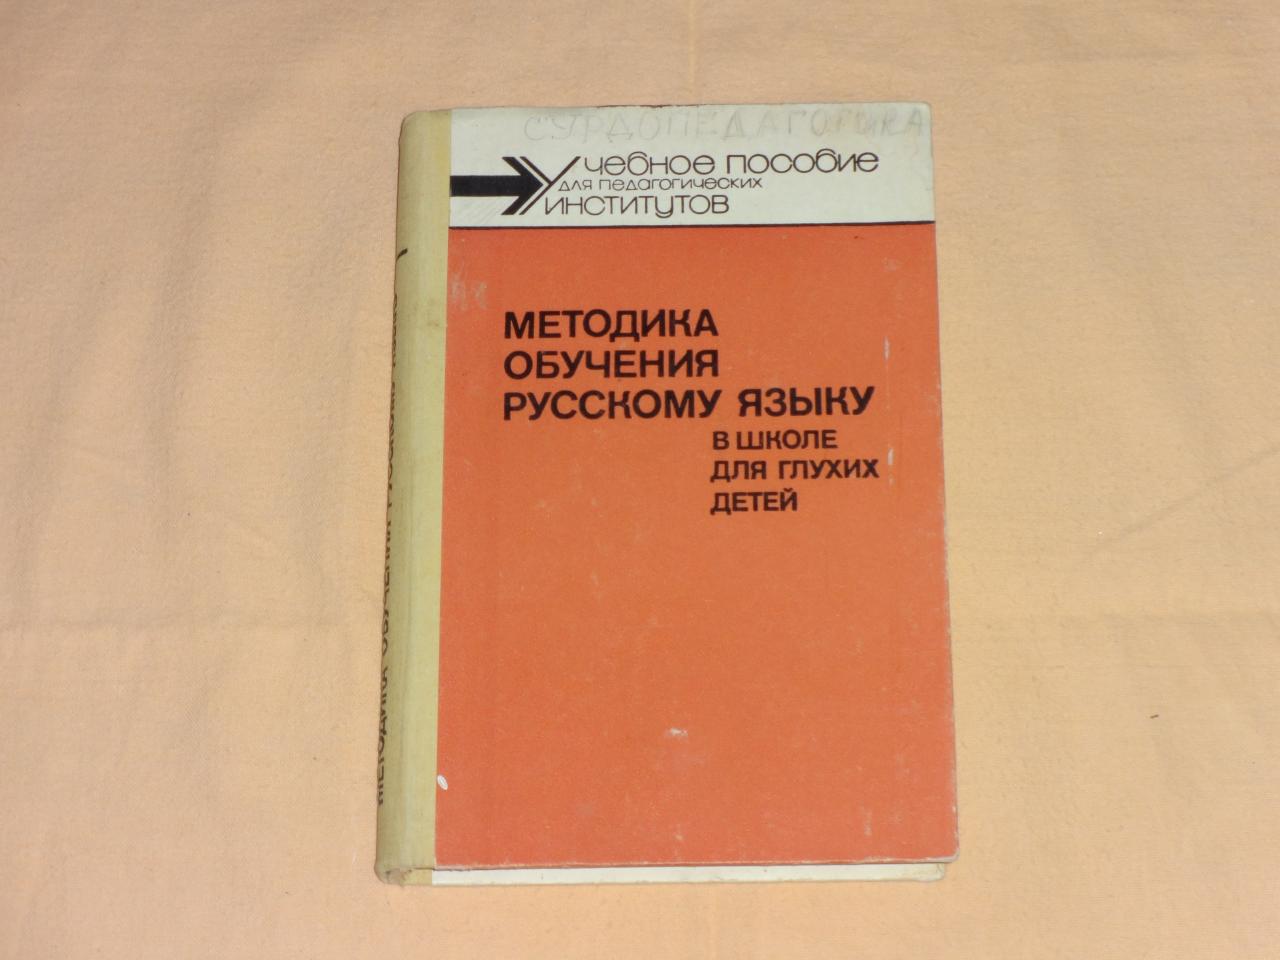 СУРДОПЕДАГОГИКА
Учебное пособие
для педагогических
институтов
МЕТОДИКА
ОБУЧЕНИЯ
РУССКОМУ ЯЗЫКУ
В ШКОЛЕ
ДЛЯ ГЛУХИХ
ДЕТЕЙ
МЕТОДИКА ОБУЧЕНИЯ РУССКОМУ ЯЗЫКУ